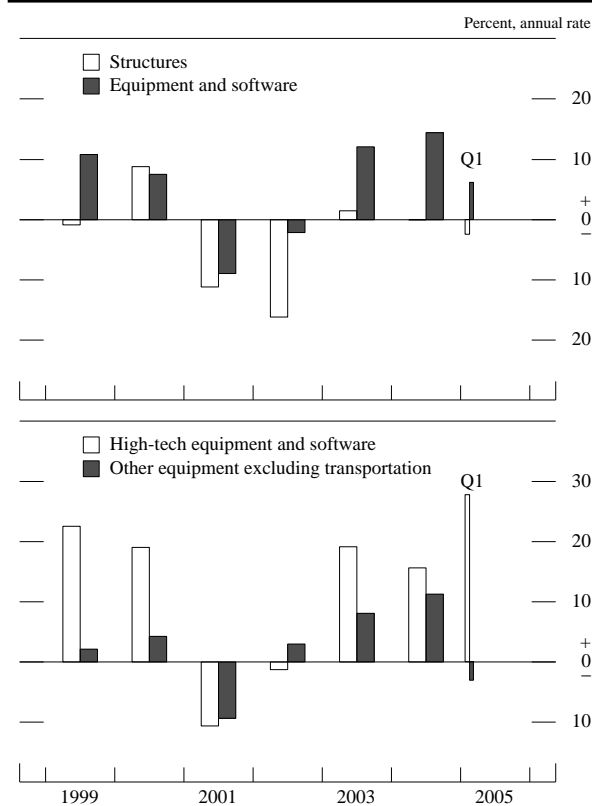 Percent, annual rate
Structures
Equipment and software
20
Q1
10
+
0
−
10
20
High-tech equipment and software
Other equipment excluding transportation
Q1
30
20
10
+
0
−
10
1999 2001 2003 2005